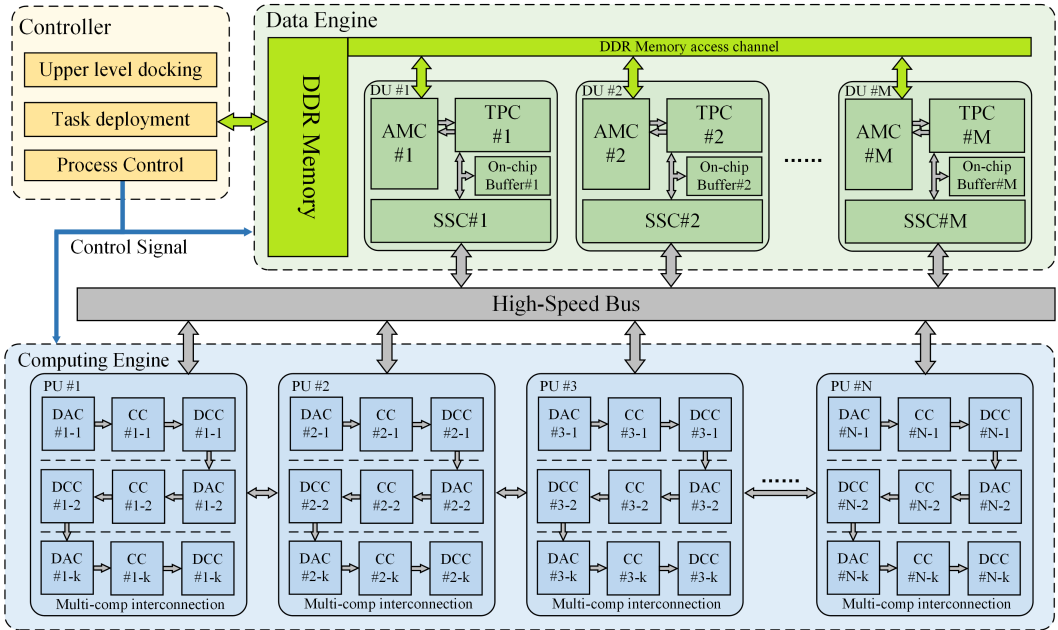 Controller
Upper level docking
Task deployment
Process Control
Control Signal
Data Engine
DDR Memory
DDR Memory access channel
DU #1
AMC
#1
TPC
#1
On-chip
Buffer#1
SSC#1
DU #2
AMC
#2
TPC
#2
On-chip
Buffer#2
SSC#2
......
DU #M
AMC
#M
TPC
#M
On-chip
Buffer#M
SSC#M
High-Speed Bus
Computing Engine
PU #1
DAC
#1-1
CC
#1-1
DCC
#1-1
DCC
#1-2
CC
#1-2
DAC
#1-2
DAC
#1-k
CC
#1-k
DCC
#1-k
Multi-comp interconnection
PU #2
DAC
#2-1
CC
#2-1
DCC
#2-1
DCC
#2-2
CC
#2-2
DAC
#2-2
DAC
#2-k
CC
#2-k
DCC
#2-k
Multi-comp interconnection
PU #3
DAC
#3-1
CC
#3-1
DCC
#3-1
DCC
#3-2
CC
#3-2
DAC
#3-2
DAC
#3-k
CC
#3-k
DCC
#3-k
Multi-comp interconnection
......
PU #N
DAC
#N-1
CC
#N-1
DCC
#N-1
DCC
#N-2
CC
#N-2
DAC
#N-2
DAC
#N-k
CC
#N-k
DCC
#N-k
Multi-comp interconnection